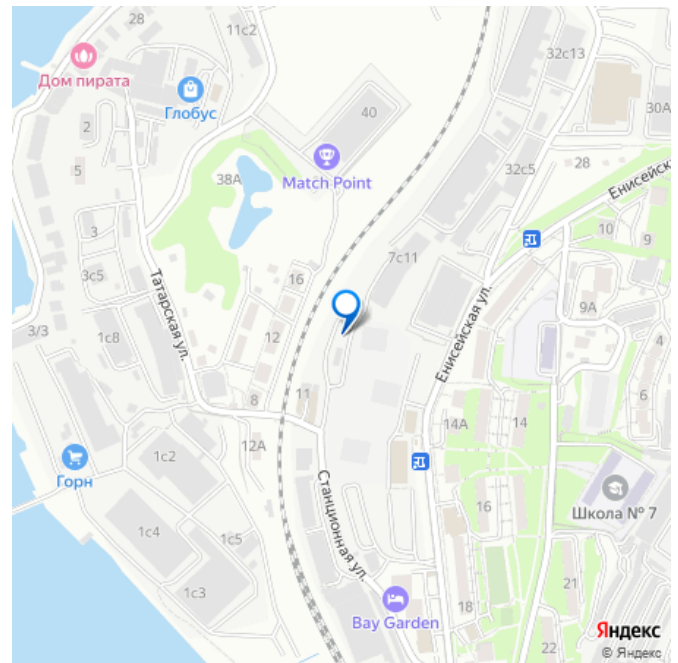 28
11с2
32с13
Дом пирата
Глобус
40
30А
2
5
38А
Match Point
32с5
28
Енисейск
3
10
9
7с11
3с5
Татарская ул.
16
9А
3/3
1с8
12
Енисейская ул.
4
6
8
11
14А
14
12А
1с2
Горн
Станционная ул.
16
Школа № 7
1с4
1с5
1с3
Bay Garden
18
21
22
Яндекс
© Яндекс